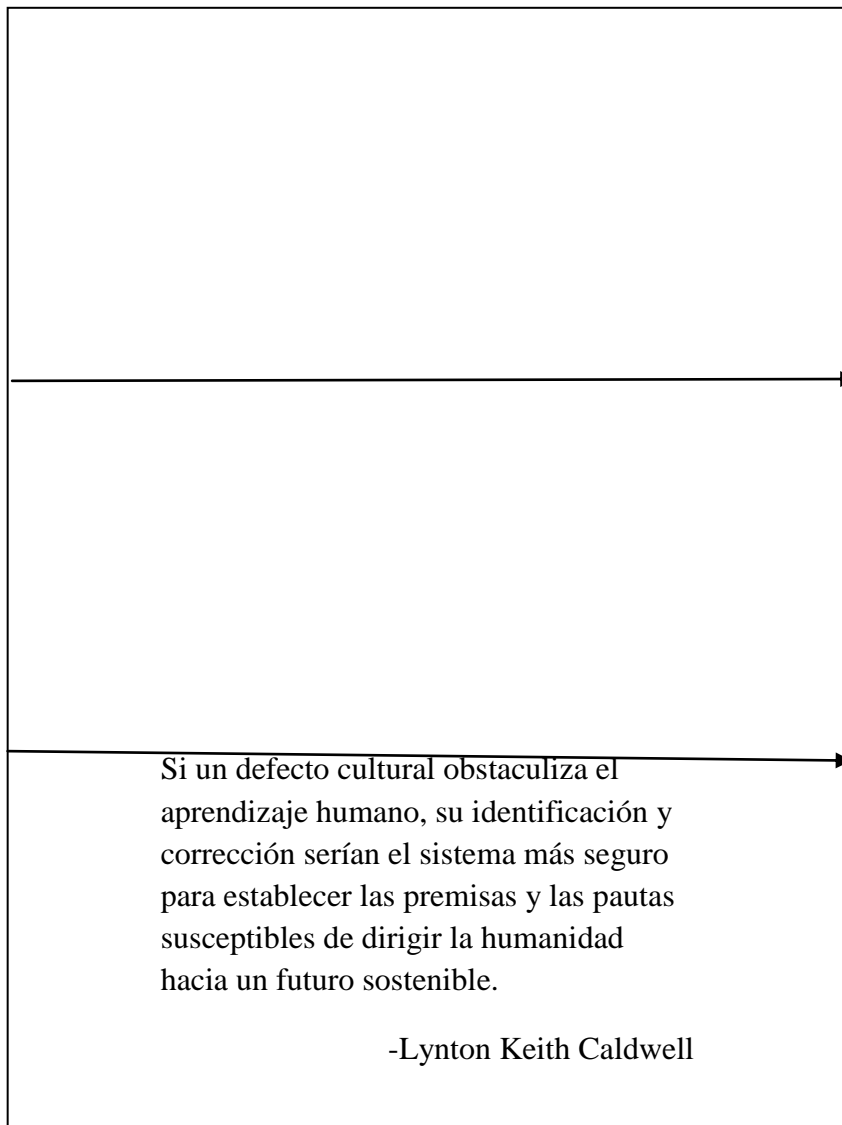 Si un defecto cultural obstaculiza el
aprendizaje humano, su identificación y
corrección serían el sistema más seguro
para establecer las premisas y las pautas
susceptibles de dirigir la humanidad
hacia un futuro sostenible.
-Lynton Keith Caldwell